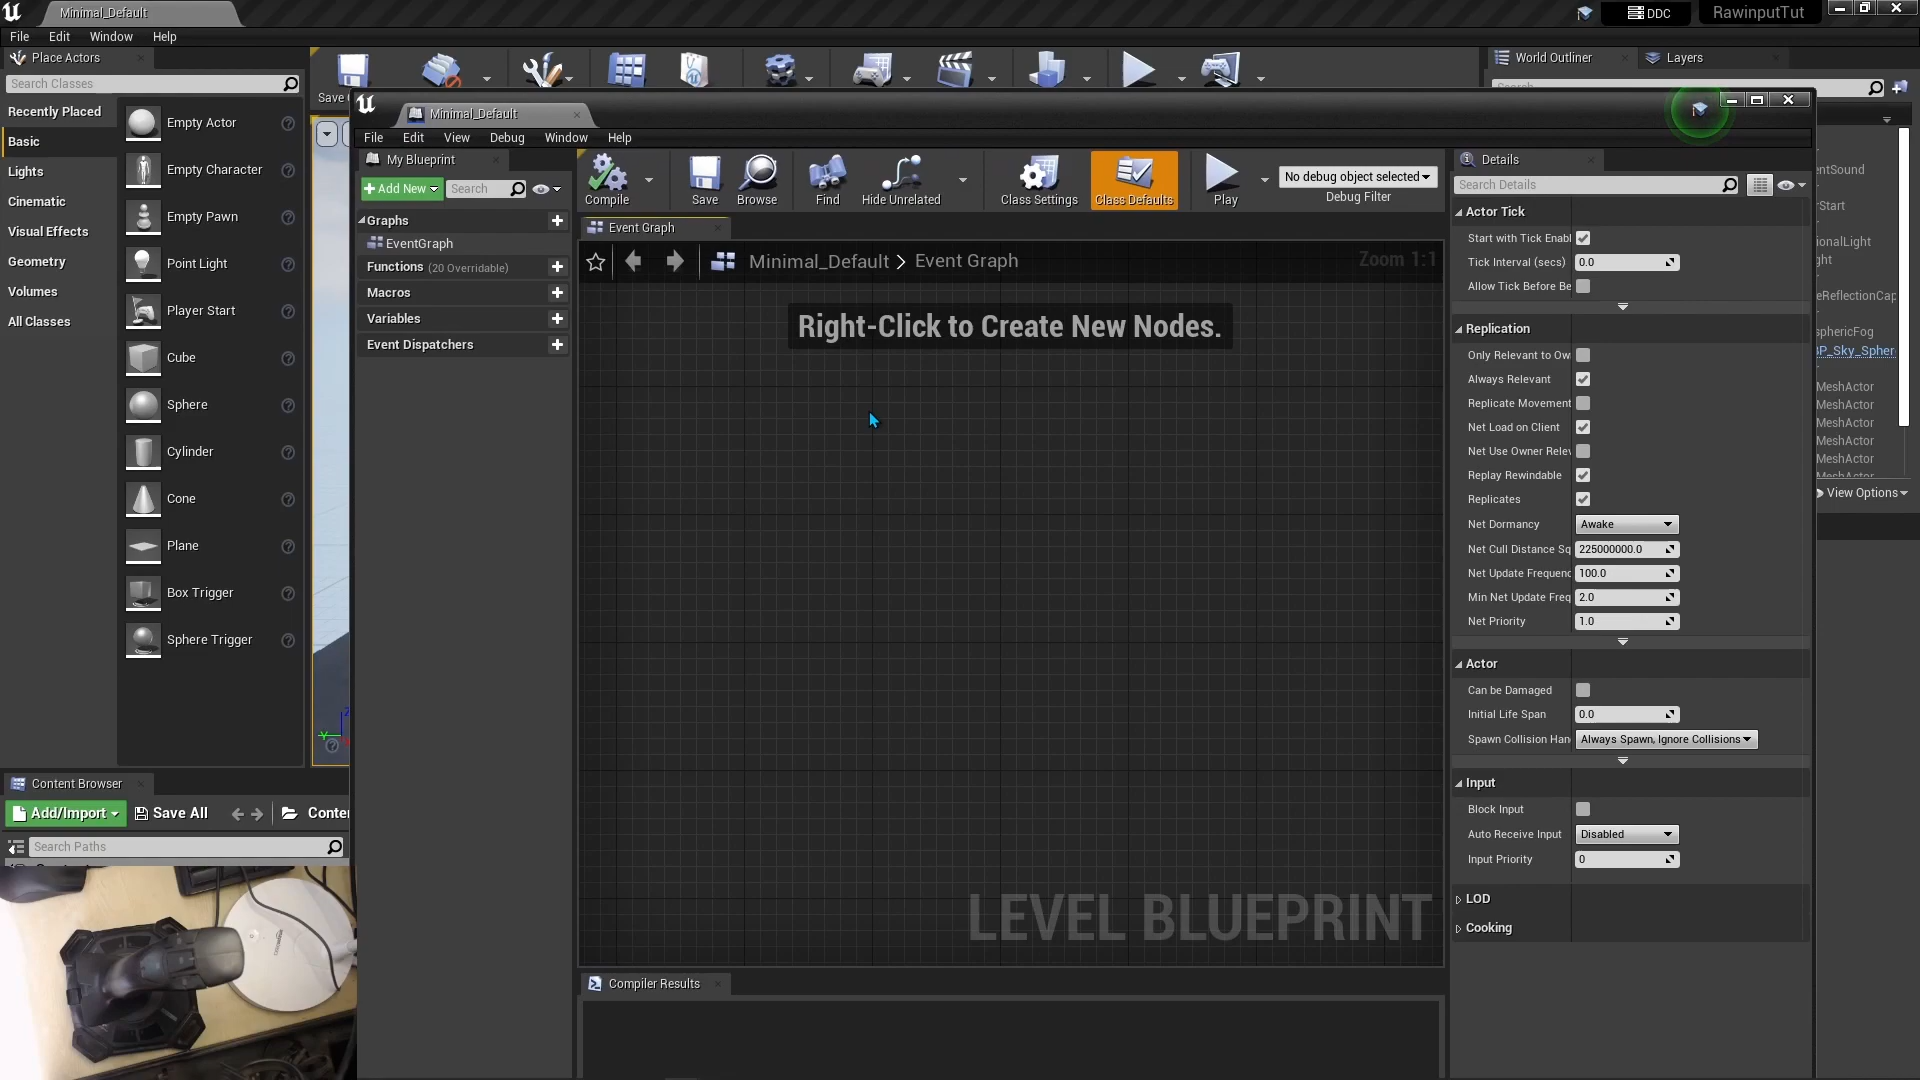 Minimal_Default
DDC
RawinputTut
File Edit Window Help
Place Actors
World Outliner
Layers
Search Classes
Recently Placed
Basic
Lights
Cinematic
Visual Effects
Geometry
Volumes
All Classes
Empty Actor
Empty Character
Empty Pawn
Point Light
Player Start
Cube
Sphere
Cylinder
Cone
Plane
Box Trigger
Sphere Trigger
Minimal_Default
File Edit View Debug Window Help
My Blueprint
Add New
Search
Graphs
EventGraph
Functions (20 Overridable)
Macros
Variables
Event Dispatchers
Compile
Save
Browse
Find
Hide Unrelated
Class Settings
Class Defaults
Play
No debug object selected
Debug Filter
Event Graph
Minimal_Default > Event Graph
Zoom 1:1
Right-Click to Create New Nodes.
LEVEL BLUEPRINT
Compiler Results
Details
Search Details
Actor Tick
Start with Tick Enabl
Tick Interval (secs) 0.0
Allow Tick Before Be
Replication
Only Relevant to Ow
Always Relevant
Replicate Movement
Net Load on Client
Net Use Owner Relev
Replay Rewindable
Replicates
Net Dormancy Awake
Net Cull Distance Sq 225000000.0
Net Update Frequenc 100.0
Min Net Update Freq 2.0
Net Priority 1.0
Actor
Can be Damaged
Initial Life Span 0.0
Spawn Collision Han Always Spawn, Ignore Collisions
Input
Block Input
Auto Receive Input Disabled
Input Priority 0
LOD
Cooking
entSound
rStart
ionalLight
ght
eReflectionCap
sphericFog
BP_Sky_Spher
MeshActor
MeshActor
MeshActor
MeshActor
MeshActor
View Options
Content Browser
Add/Import
Save All
Conte
Search Paths